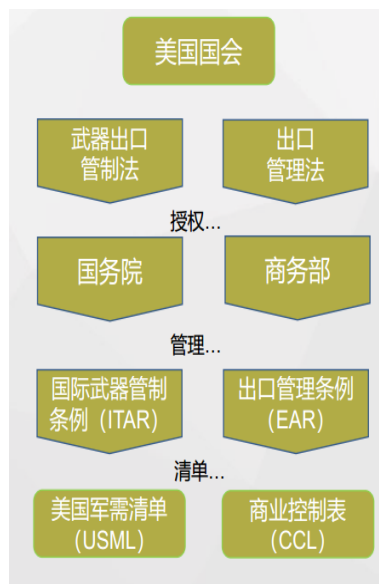 美国国会
武器出口
管制法
出口
管理法
授权...
国务院
商务部
管理...
国际武器管制
条例（ITAR）
出口管理条例
（EAR）
清单...
美国军需清单
（USML）
商业控制表
（CCL）